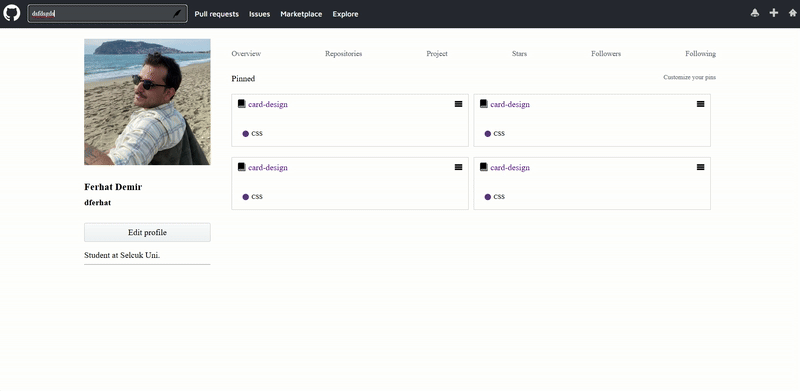 Pull requests Issues Marketplace Explore
Overview Repositories Project Stars Followers Following
Pinned Customize your pins
card-design card-design
css css
card-design card-design
css css
Ferhat Demir
dferhat
Edit profile
Student at Selcuk Uni.